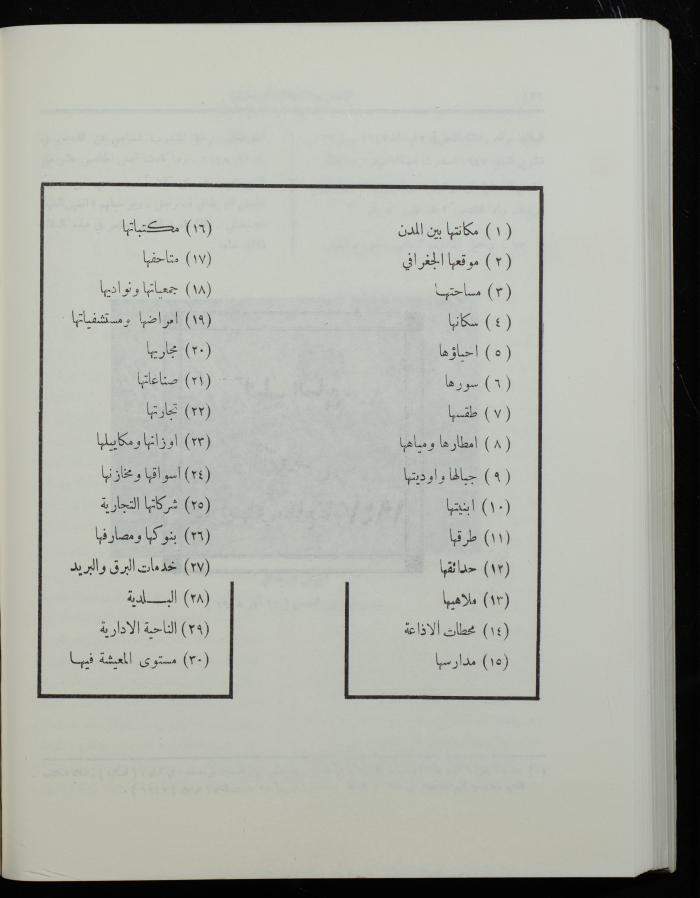 (١) مكانتها بين المدن
(٢) موقعها الجغرافي
(٣) مساحتها
(٤) سكانها
(٥) احياؤها
(٦) سورها
(٧) طقسها
(٨) امطارها ومياهها
(٩) جبالها واوديتها
(١٠) ابنيتها
(١١) طرقها
(١٢) حدائقها
(١٣) ملاهيها
(١٤) محطات الاذاعة
(١٥) مدارسها
(١٦) مكتباتها
(١٧) متاحفها
(١٨) جمعياتها ونواديها
(١٩) امراضها ومستشفياتها
(٢٠) مجاريها
(٢١) صناعاتها
(٢٢) تجارتها
(٢٣) اوزانها ومكاييلها
(٢٤) اسواقها ومخازنها
(٢٥) شركاتها التجارية
(٢٦) بنوكها ومصارفها
(٢٧) خدمات البرق والبريد
(٢٨) البــلدية
(٢٩) الناحية الادارية
(٣٠) مستوى المعيشة فيهـا